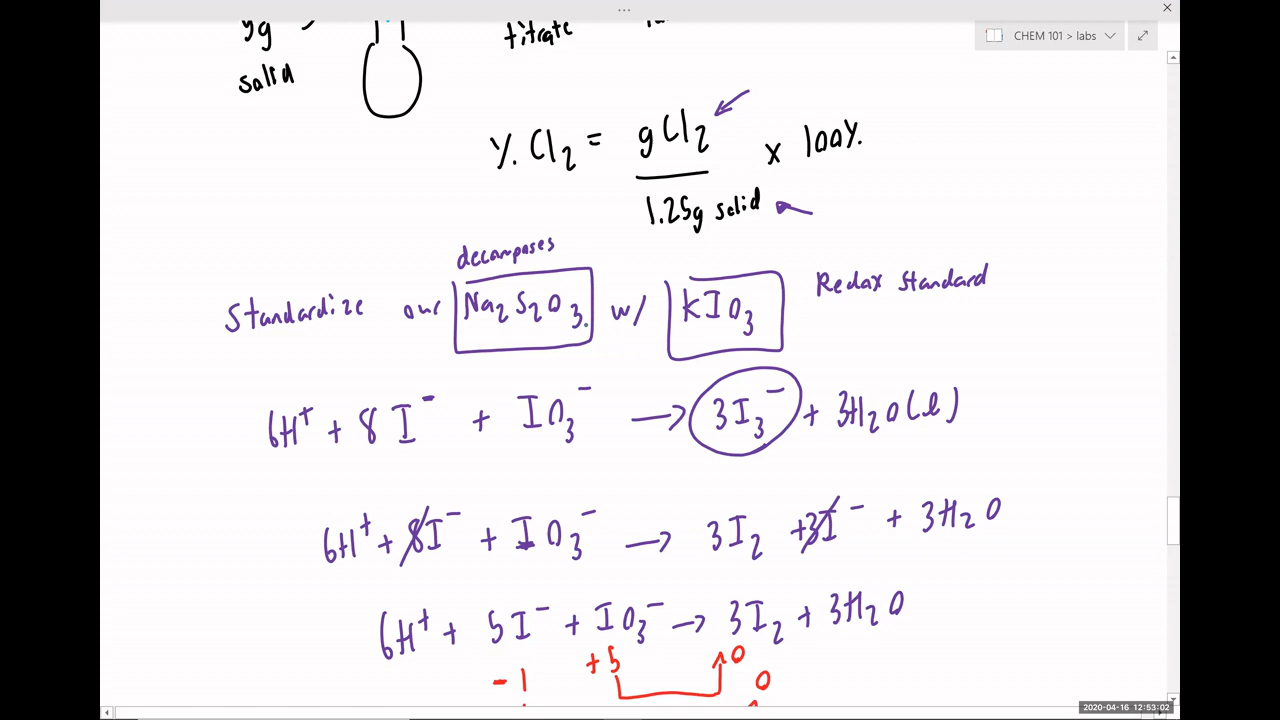 CHEM 101 > labs
titrate
solid
% Cl₂ = gCl₂ / 1.25g solid x 100%
decomposes
Standardize our Na₂S₂O₃. w/ KIO₃ Redox Standard
6H⁺ + 8I⁻ + IO₃⁻ → 3I₃⁻ + 3H₂O(l)
6H⁺ + 8I⁻ + IO₃⁻ → 3I₂ + 3I⁻ + 3H₂O
6H⁺ + 5I⁻ + IO₃⁻ → 3I₂ + 3H₂O
-1 +5 0 0
2020-04-16 12:53:02